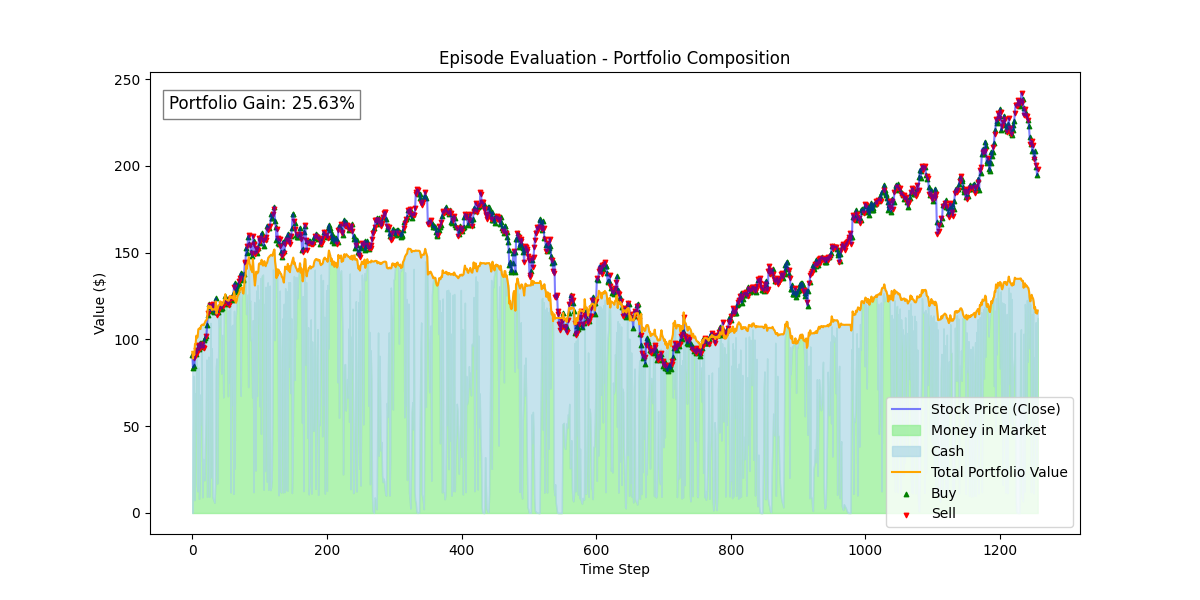 Episode Evaluation - Portfolio Composition
Portfolio Gain: 25.63%
Value ($)
250
200
150
100
50
0
Stock Price (Close)
Money in Market
Cash
Total Portfolio Value
Buy
Sell
0 200 400 600 800 1000 1200
Time Step